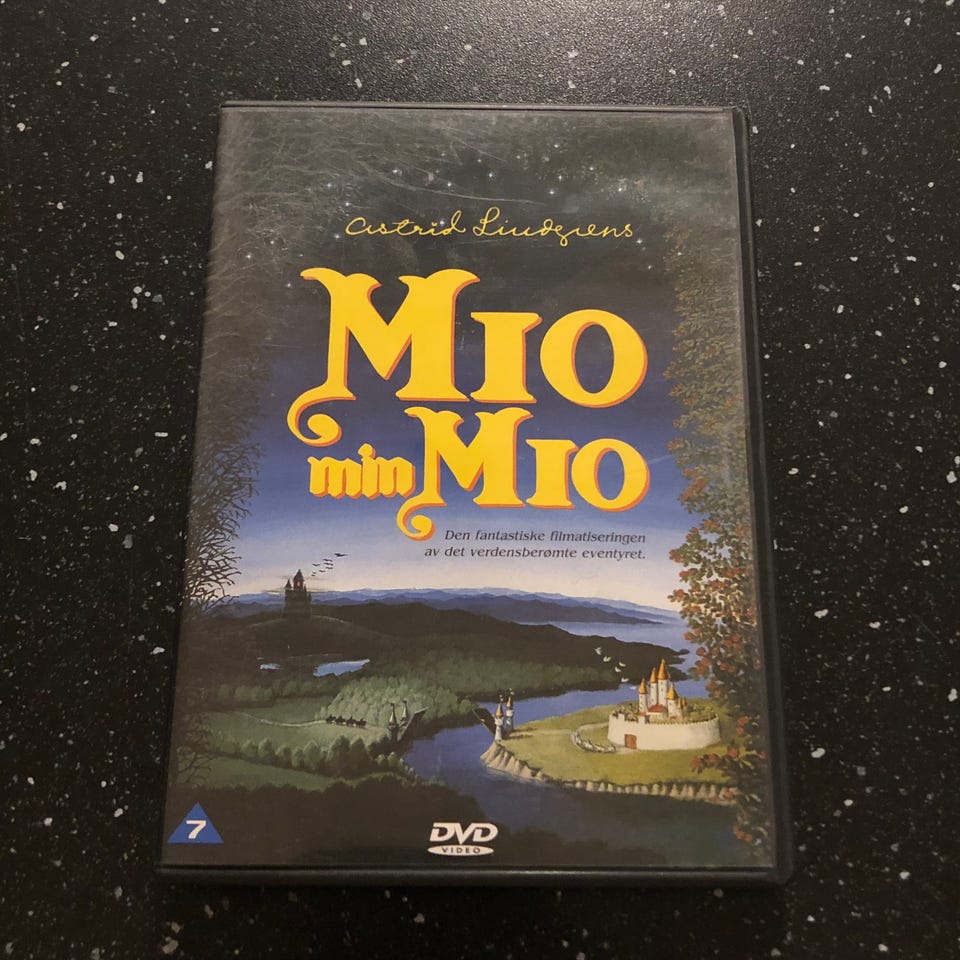 Astrid Lindgrens
MIO
min MIO
Den fantastiske filmatiseringen
av det verdensberømte eventyret.
7
DVD
VIDEO